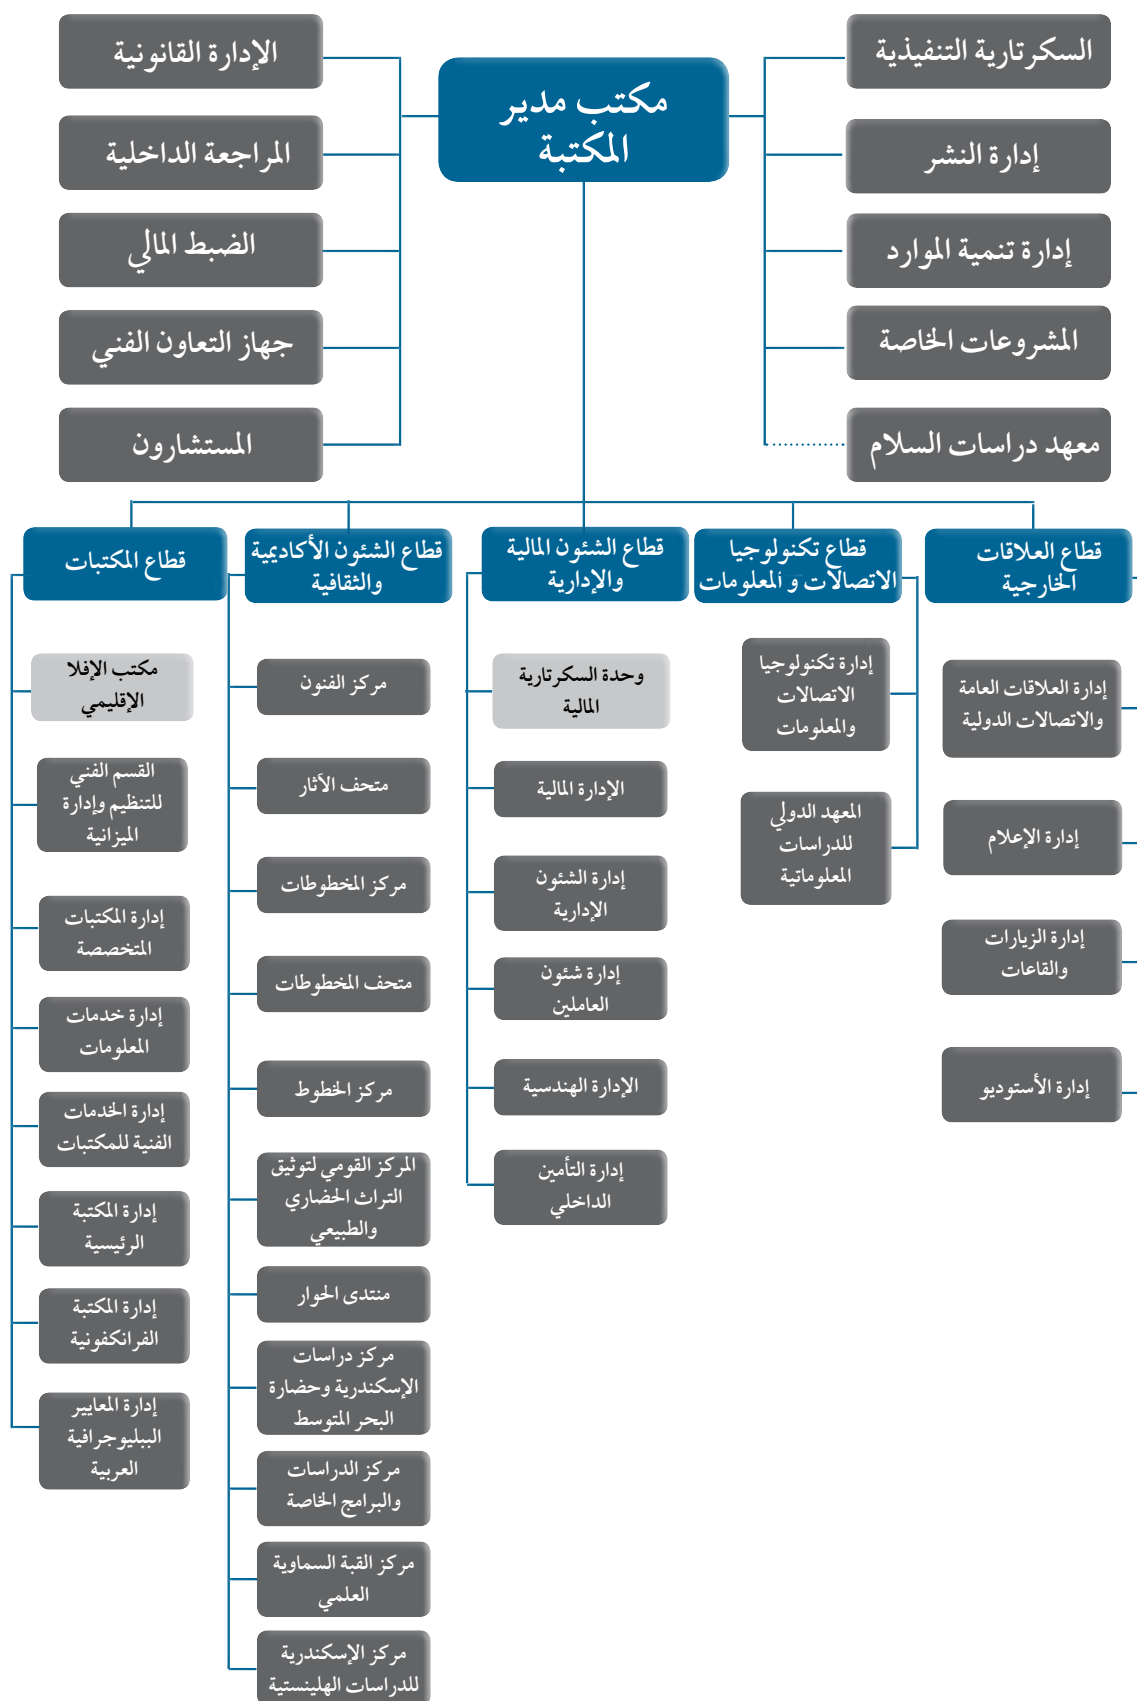 مكتب مدير
المكتبة
السكرتارية التنفيذية
إدارة النشر
إدارة تنمية الموارد
المشروعات الخاصة
معهد دراسات السلام
الإدارة القانونية
المراجعة الداخلية
الضبط المالي
جهاز التعاون الفني
المستشارون
قطاع العلاقات
الخارجية
إدارة العلاقات العامة
والاتصالات الدولية
إدارة الإعلام
إدارة الزيارات
والقاعات
إدارة الأستوديو
قطاع تكنولوجيا
الاتصالات والمعلومات
إدارة تكنولوجيا
الاتصالات
والمعلومات
المعهد الدولي
للدراسات
المعلوماتية
قطاع الشئون المالية
والإدارية
وحدة السكرتارية
المالية
الإدارة المالية
إدارة الشئون
الإدارية
إدارة شئون
العاملين
الإدارة الهندسية
إدارة التأمين
الداخلي
قطاع الشئون الأكاديمية
والثقافية
مركز الفنون
متحف الآثار
مركز المخطوطات
متحف المخطوطات
مركز الخطوط
المركز القومي لتوثيق
التراث الحضاري
والطبيعي
منتدى الحوار
مركز دراسات
الإسكندرية وحضارة
البحر المتوسط
مركز الدراسات
والبرامج الخاصة
مركز القبة السماوية
العلمي
مركز الإسكندرية
للدراسات الهلينستية
قطاع المكتبات
مكتب الإفلا
الإقليمي
القسم الفني
للتنظيم وإدارة
الميزانية
إدارة المكتبات
المتخصصة
إدارة خدمات
المعلومات
إدارة الخدمات
الفنية للمكتبات
إدارة المكتبة
الرئيسية
إدارة المكتبة
الفرانكفونية
إدارة المعايير
الببليوجرافية
العربية